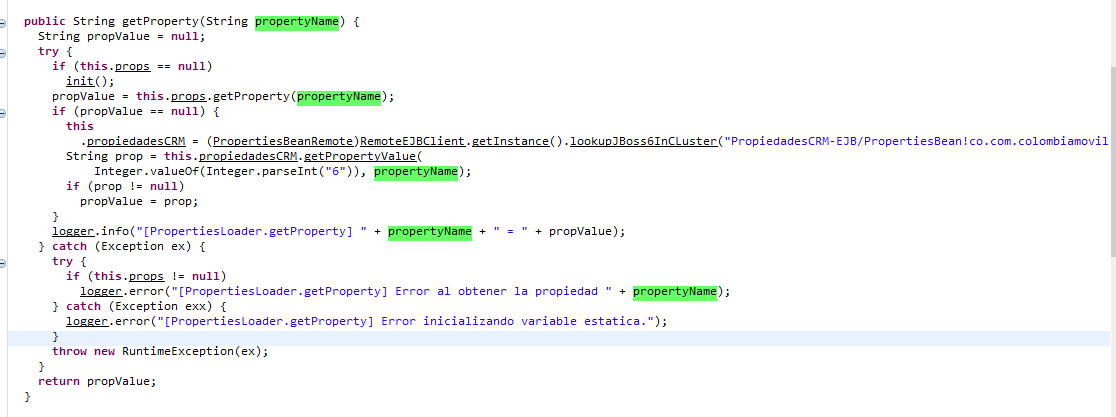 public String getProperty(String propertyName) {
String propValue = null;
try {
if (this.props == null)
init();
propValue = this.props.getProperty(propertyName);
if (propValue == null) {
this
.propiedadesCRM = (PropertiesBeanRemote)RemoteEJBClient.getInstance().lookupJBoss6InCLuster("PropiedadesCRM-EJB/PropertiesBean!co.com.colombiamovil
String prop = this.propiedadesCRM.getPropertyValue(
Integer.valueOf(Integer.parseInt("6")), propertyName);
if (prop != null)
propValue = prop;
}
logger.info("[PropertiesLoader.getProperty] " + propertyName + " = " + propValue);
} catch (Exception ex) {
try {
if (this.props != null)
logger.error("[PropertiesLoader.getProperty] Error al obtener la propiedad " + propertyName);
} catch (Exception exx) {
logger.error("[PropertiesLoader.getProperty] Error inicializando variable estatica.");
}
throw new RuntimeException(ex);
}
return propValue;
}